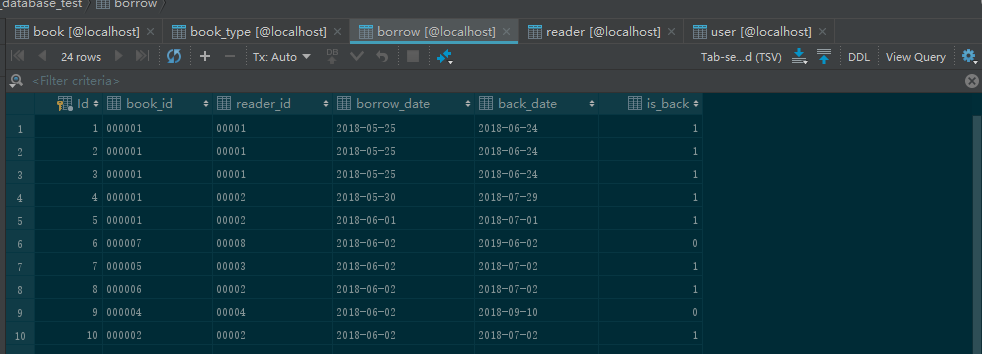 _database_test borrow
book [@localhost] book_type [@localhost] borrow [@localhost] reader [@localhost] user [@localhost]
24 rows Tx: Auto DB Tab-se...d (TSV) DDL View Query
<Filter criteria>
Id book_id reader_id borrow_date back_date is_back
1 1 000001 00001 2018-05-25 2018-06-24 1
2 2 000001 00001 2018-05-25 2018-06-24 1
3 3 000001 00001 2018-05-25 2018-06-24 1
4 4 000001 00002 2018-05-30 2018-07-29 1
5 5 000001 00002 2018-06-01 2018-07-01 1
6 6 000007 00008 2018-06-02 2019-06-02 0
7 7 000005 00003 2018-06-02 2018-07-02 1
8 8 000006 00002 2018-06-02 2018-07-02 1
9 9 000004 00004 2018-06-02 2018-09-10 0
10 10 000002 00002 2018-06-02 2018-07-02 1